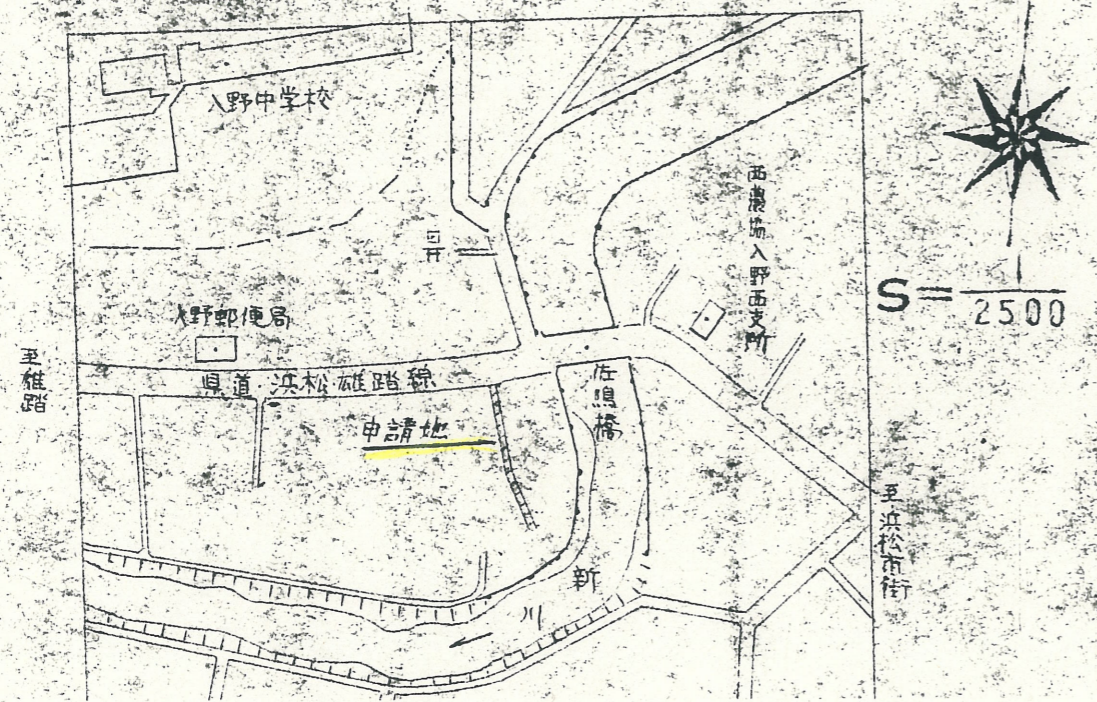 入野中学校
西農協入野西支所
S=
2500
入野郵便局
至雄踏
県道 浜松雄踏線
佐鳴橋
申請地
至浜松市街
新川